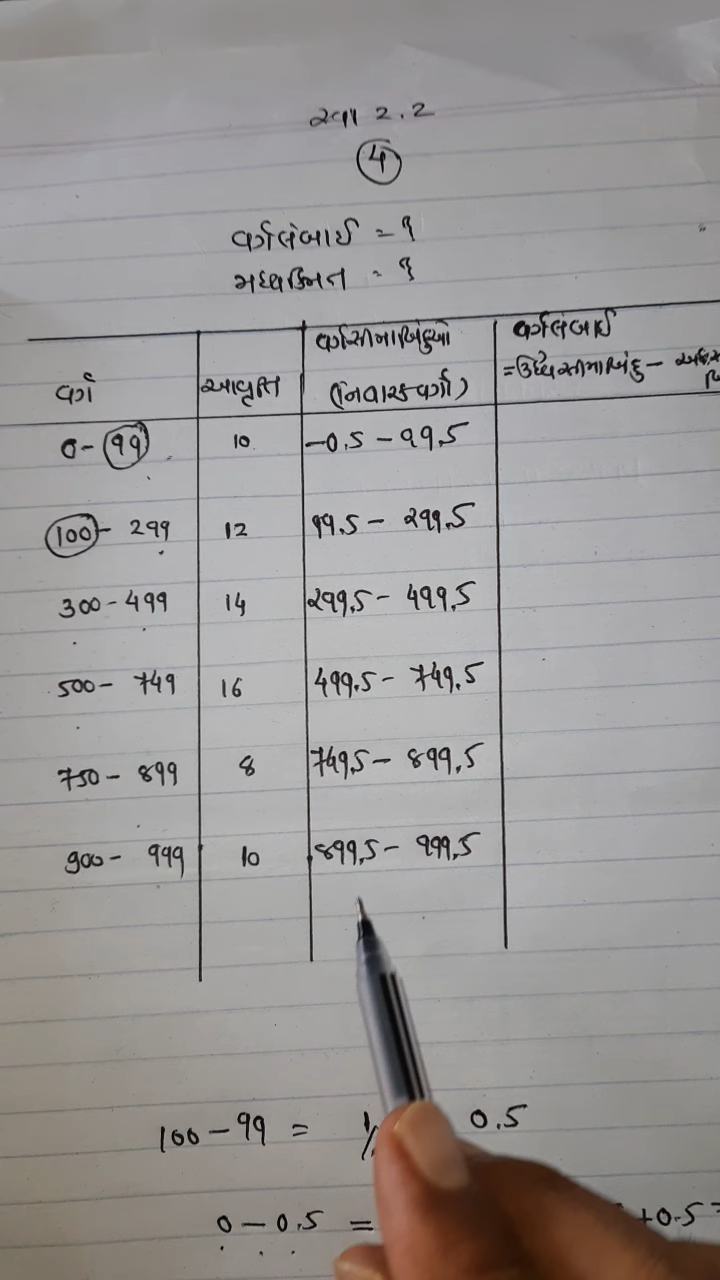 સ્વા 2.2
4
વર્ગલંબાઈ = ?
મધ્યકિંમત = ?
વર્ગ આવૃત્તિ વર્ગસીમાબિંદુઓ (નિવારકવર્ગો) વર્ગલંબાઈ = ઉર્ધ્વસીમાબિંદુ -
0 - 99 10 -0.5 - 99.5
100 - 299 12 99.5 - 299.5
300 - 499 14 299.5 - 499.5
500 - 749 16 499.5 - 749.5
750 - 899 8 749.5 - 899.5
900 - 999 10 899.5 - 999.5
100 - 99 = 1/ 0.5
0 - 0.5 = +0.5 =